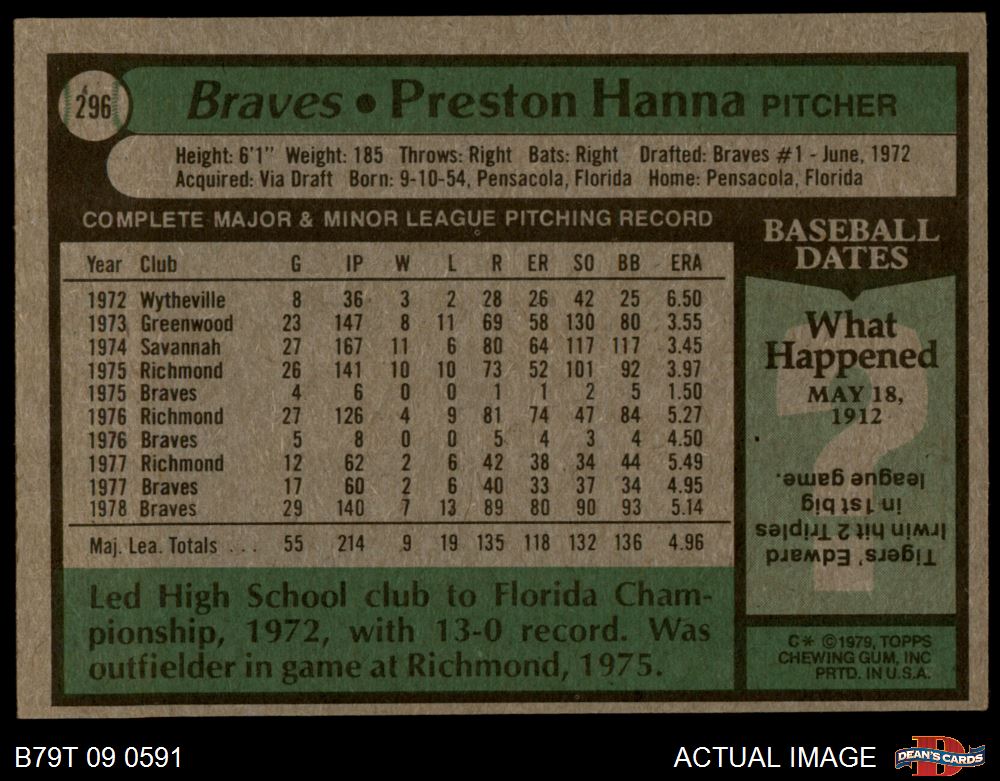 296
Braves • Preston Hanna PITCHER
Height: 6'1" Weight: 185 Throws: Right Bats: Right Drafted: Braves #1 - June, 1972
Acquired: Via Draft Born: 9-10-54, Pensacola, Florida Home: Pensacola, Florida
COMPLETE MAJOR & MINOR LEAGUE PITCHING RECORD
Year Club G IP W L R ER SO BB ERA
1972 Wytheville 8 36 3 2 28 26 42 25 6.50
1973 Greenwood 23 147 8 11 69 58 130 80 3.55
1974 Savannah 27 167 11 6 80 64 117 117 3.45
1975 Richmond 26 141 10 10 73 52 101 92 3.97
1975 Braves 4 6 0 0 1 1 2 5 1.50
1976 Richmond 27 126 4 9 81 74 47 84 5.27
1976 Braves 5 8 0 0 5 4 3 4 4.50
1977 Richmond 12 62 2 6 42 38 34 44 5.49
1977 Braves 17 60 2 6 40 33 37 34 4.95
1978 Braves 29 140 7 13 89 80 90 93 5.14
Maj. Lea. Totals ... 55 214 9 19 135 118 132 136 4.96
Led High School club to Florida Cham-
pionship, 1972, with 13-0 record. Was
outfielder in game at Richmond, 1975.
BASEBALL
DATES
What
Happened
MAY 18,
1912
?
Tigers' Edward
Irwin hit 2 Triples
in 1st big
league game.
C* ©1979, TOPPS
CHEWING GUM, INC
PRTD. IN U.S.A.
B79T 09 0591
ACTUAL IMAGE
D
DEAN'S CARDS